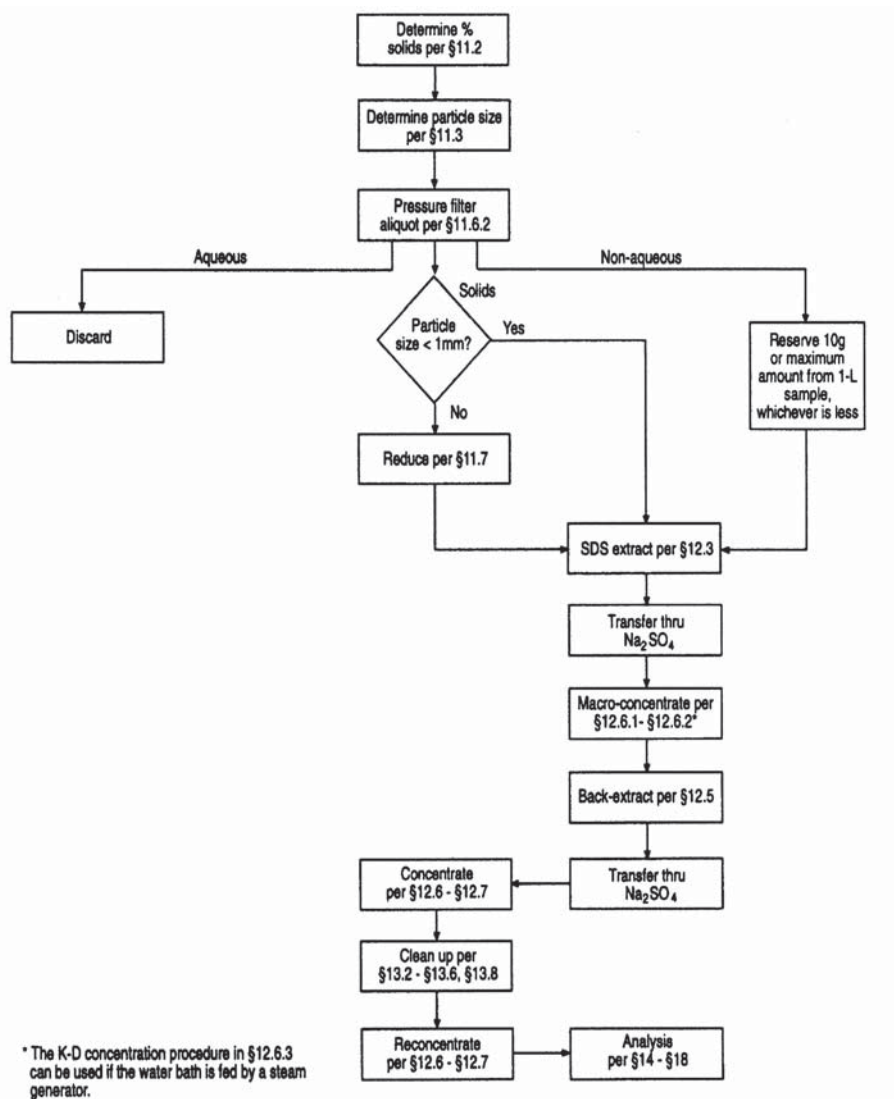 Determine %
solids per §11.2
Determine particle size
per §11.3
Pressure filter
aliquot per §11.6.2
Aqueous
Non-aqueous
Solids
Discard
Particle
size < 1mm?
Yes
Reserve 10g
or maximum
amount from 1-L
sample,
whichever is less
No
Reduce per §11.7
SDS extract per §12.3
Transfer thru
Na₂SO₄
Macro-concentrate per
§12.6.1- §12.6.2*
Back-extract per §12.5
Transfer thru
Na₂SO₄
Concentrate
per §12.6 - §12.7
Clean up per
§13.2 - §13.6, §13.8
Reconcentrate
per §12.6 - §12.7
Analysis
per §14 - §18
* The K-D concentration procedure in §12.6.3
can be used if the water bath is fed by a steam
generator.